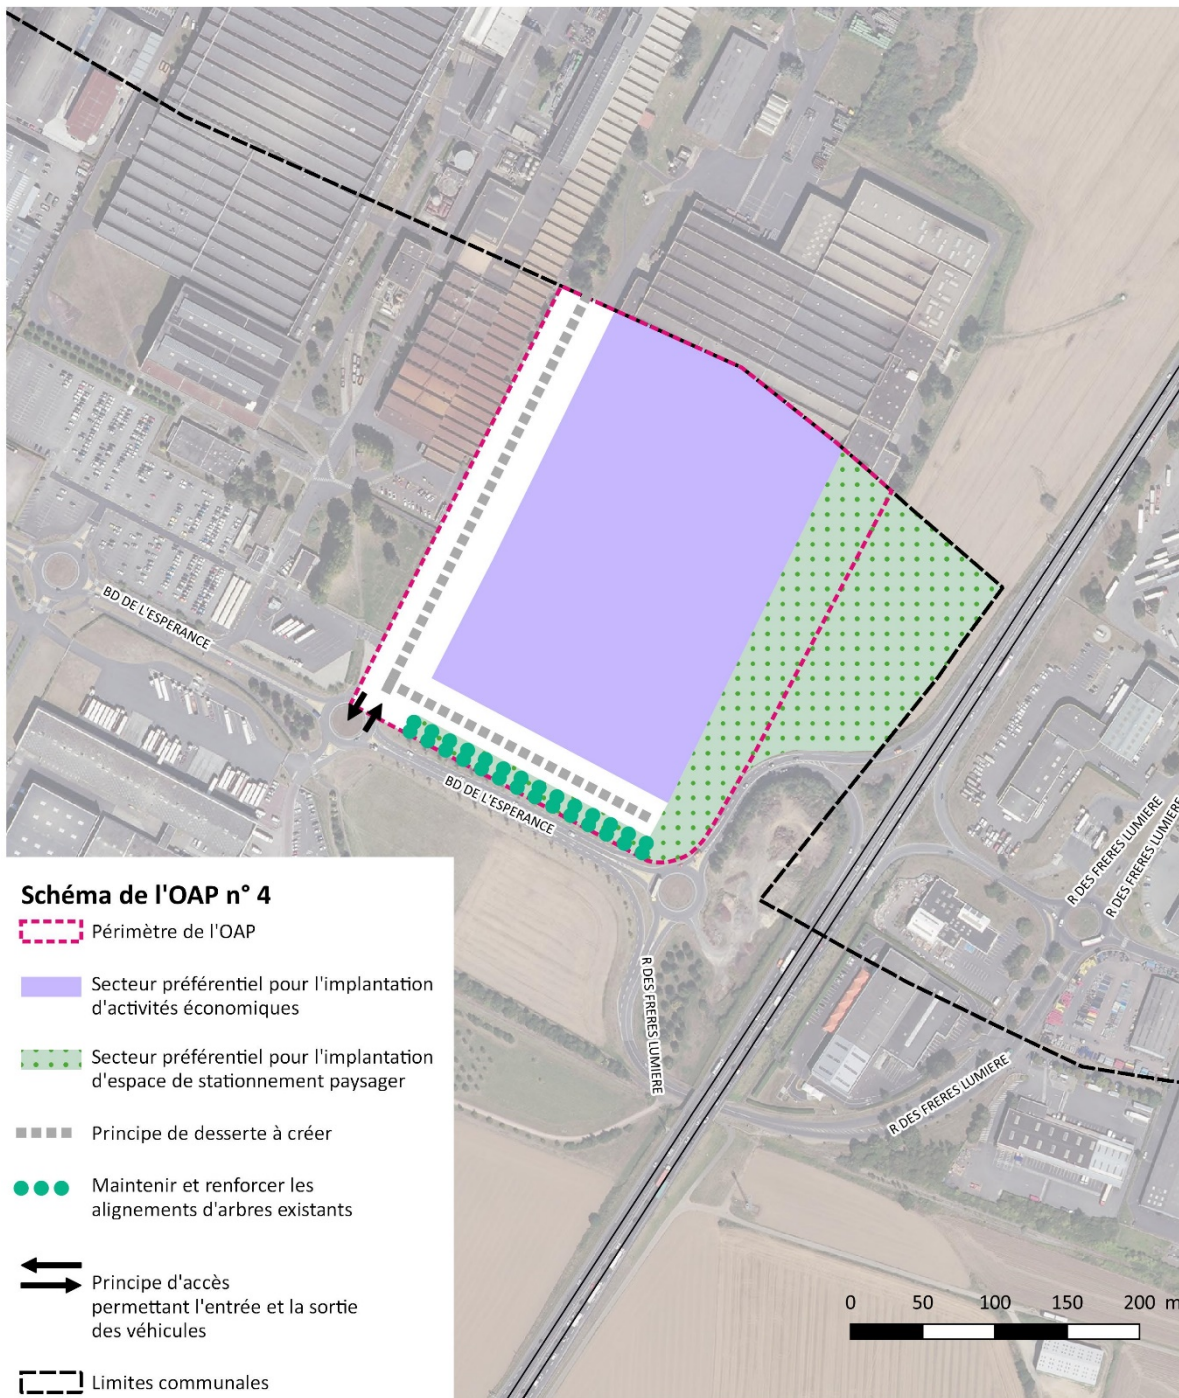 BD DE L'ESPERANCE
BD DE L'ESPERANCE
R DES FRERES LUMIERE
R DES FRERES LUMIERE
R DES FRERES LUMIERE
R DES FRERES LUMIERE
Schéma de l'OAP n° 4
Périmètre de l'OAP
Secteur préférentiel pour l'implantation
d'activités économiques
Secteur préférentiel pour l'implantation
d'espace de stationnement paysager
Principe de desserte à créer
Maintenir et renforcer les
alignements d'arbres existants
Principe d'accès
permettant l'entrée et la sortie
des véhicules
Limites communales
0 50 100 150 200 m